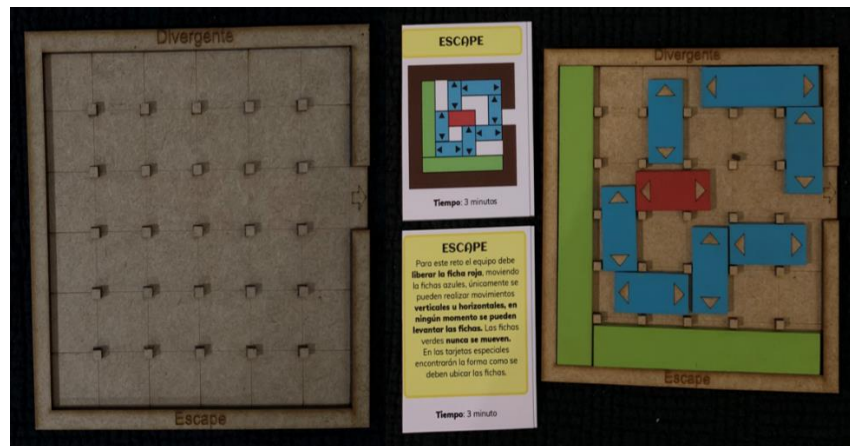 Divergente
Escape
ESCAPE
Tiempo: 3 minutos
ESCAPE
Para este reto el equipo debe
liberar la ficha roja, moviendo
la fichas azules, únicamente se
pueden realizar movimientos
verticales u horizontales, en
ningún momento se pueden
levantar las fichas. Las fichas
verdes nunca se mueven.
En las tarjetas especiales
encontrarán la forma como se
deben ubicar las fichas.
Tiempo: 3 minuto
Divergente
Escape